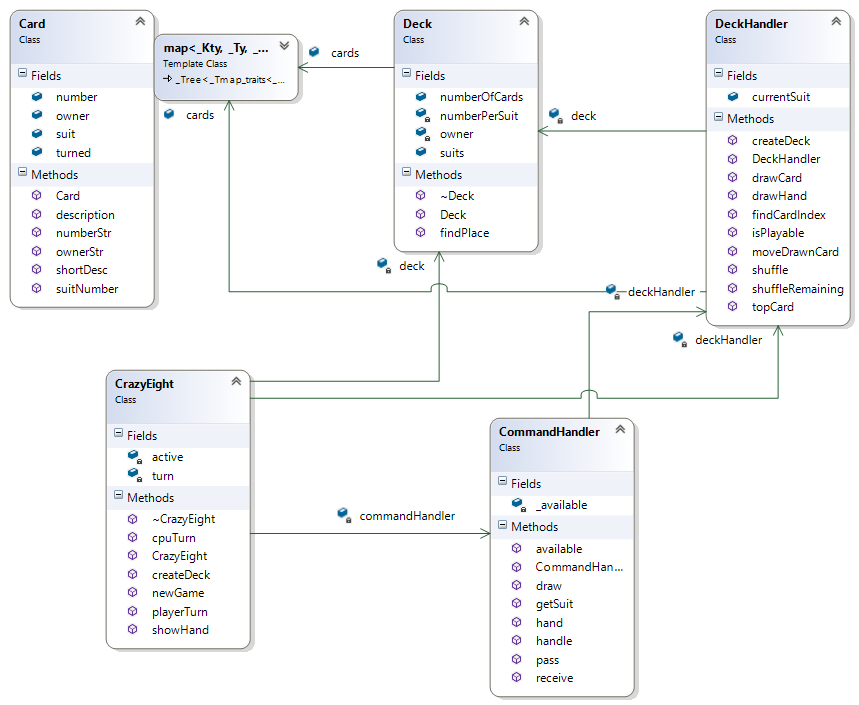 Card
Class
Fields
number
owner
suit
turned
Methods
Card
description
numberStr
ownerStr
shortDesc
suitNumber
map<_Kty, _Ty, _...
Template Class
_Tree<_Tmap_traits<_...
cards
cards
Deck
Class
Fields
numberOfCards
numberPerSuit
owner
suits
Methods
~Deck
Deck
findPlace
deck
DeckHandler
Class
Fields
currentSuit
Methods
createDeck
DeckHandler
drawCard
drawHand
findCardIndex
isPlayable
moveDrawnCard
shuffle
shuffleRemaining
topCard
deck
deckHandler
deckHandler
CrazyEight
Class
Fields
active
turn
Methods
~CrazyEight
cpuTurn
CrazyEight
createDeck
newGame
playerTurn
showHand
commandHandler
CommandHandler
Class
Fields
_available
Methods
available
CommandHan...
draw
getSuit
hand
handle
pass
receive